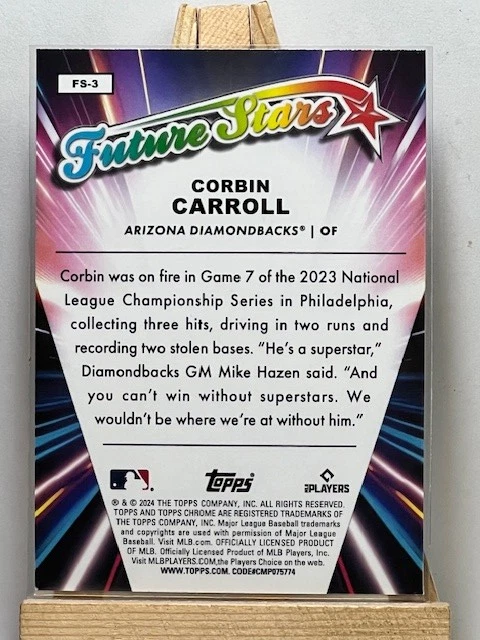 FS-3
Future Stars
CORBIN
CARROLL
ARIZONA DIAMONDBACKS® | OF
Corbin was on fire in Game 7 of the 2023 National
League Championship Series in Philadelphia,
collecting three hits, driving in two runs and
recording two stolen bases. “He’s a superstar,”
Diamondbacks GM Mike Hazen said. “And
you can’t win without superstars. We
wouldn’t be where we’re at without him.”
topps
MLB PLAYERS
® & © 2024 THE TOPPS COMPANY, INC. ALL RIGHTS RESERVED.
TOPPS AND TOPPS CHROME ARE REGISTERED TRADEMARKS OF
THE TOPPS COMPANY, INC. Major League Baseball trademarks
and copyrights are used with permission of Major League
Baseball. Visit MLB.com. OFFICIALLY LICENSED PRODUCT
OF MLB. Officially Licensed Product of MLB Players, Inc.
Visit MLBPLAYERS.COM,the Players Choice on the web.
WWW.TOPPS.COM. CODE#CMP075774